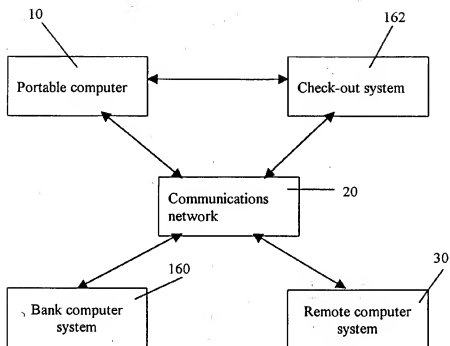 10
162
Portable computer
Check-out system
Communications
network
20
160
30
Bank computer
system
Remote computer
system